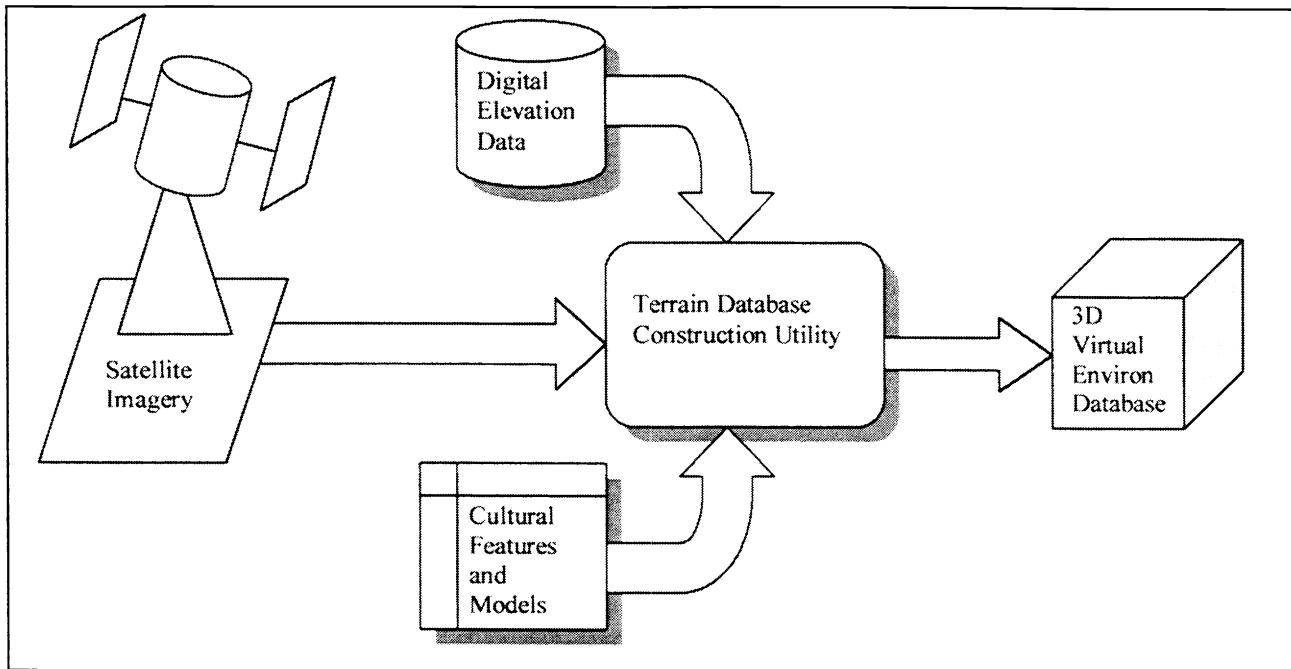 Digital
Elevation
Data
Satellite
Imagery
Terrain Database
Construction Utility
3D
Virtual
Environ
Database
Cultural
Features
and
Models